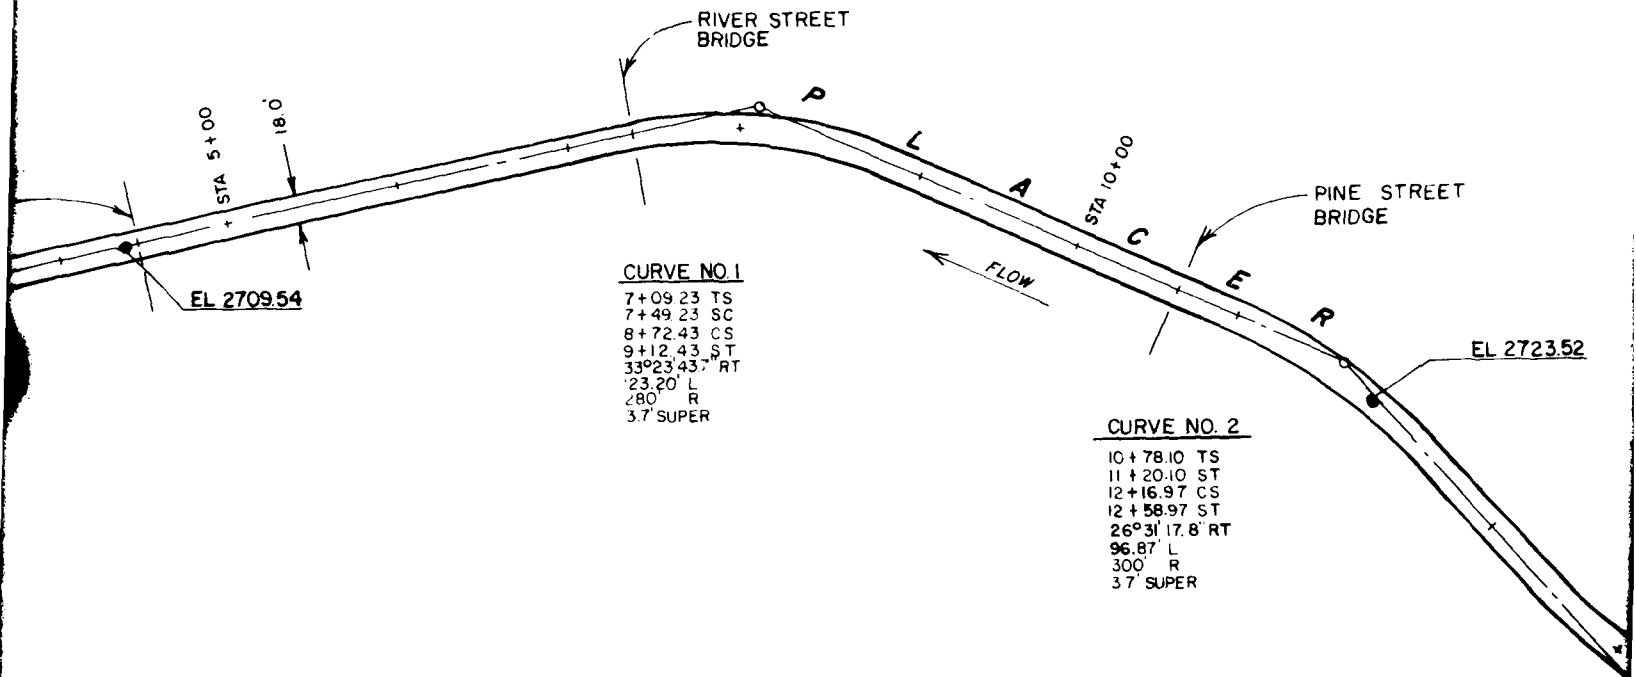 RIVER STREET
BRIDGE
P L A C E R
STA 5+00
18.0'
STA 10+00
PINE STREET
BRIDGE
FLOW
EL 2709.54
EL 2723.52
CURVE NO. 1
7+09.23 TS
7+49.23 SC
8+72.43 CS
9+12.43 ST
33°23'43.7" RT
23.20' L
280' R
3.7' SUPER
CURVE NO. 2
10+78.10 TS
11+20.10 ST
12+16.97 CS
12+58.97 ST
26°31'17.8" RT
96.87' L
300' R
3.7' SUPER